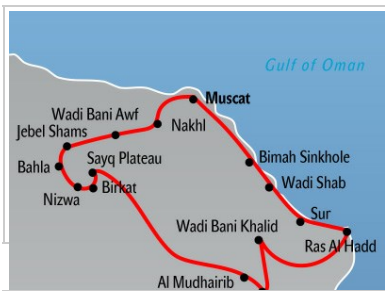 Gulf of Oman
Muscat
Wadi Bani Awf
Nakhl
Jebel Shams
Sayq Plateau
Bimah Sinkhole
Bahla
Wadi Shab
Birkat
Nizwa
Sur
Wadi Bani Khalid
Ras Al Hadd
Al Mudhairib